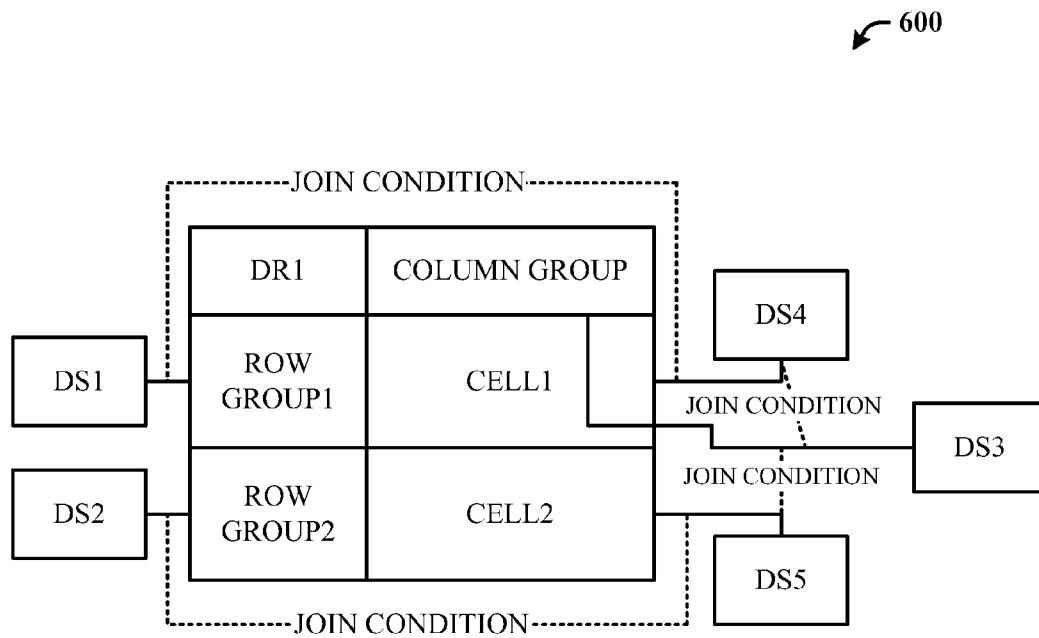 600
JOIN CONDITION
DR1
COLUMN GROUP
DS4
DS1
ROW
GROUP1
CELL1
JOIN CONDITION
DS3
JOIN CONDITION
DS2
ROW
GROUP2
CELL2
DS5
JOIN CONDITION